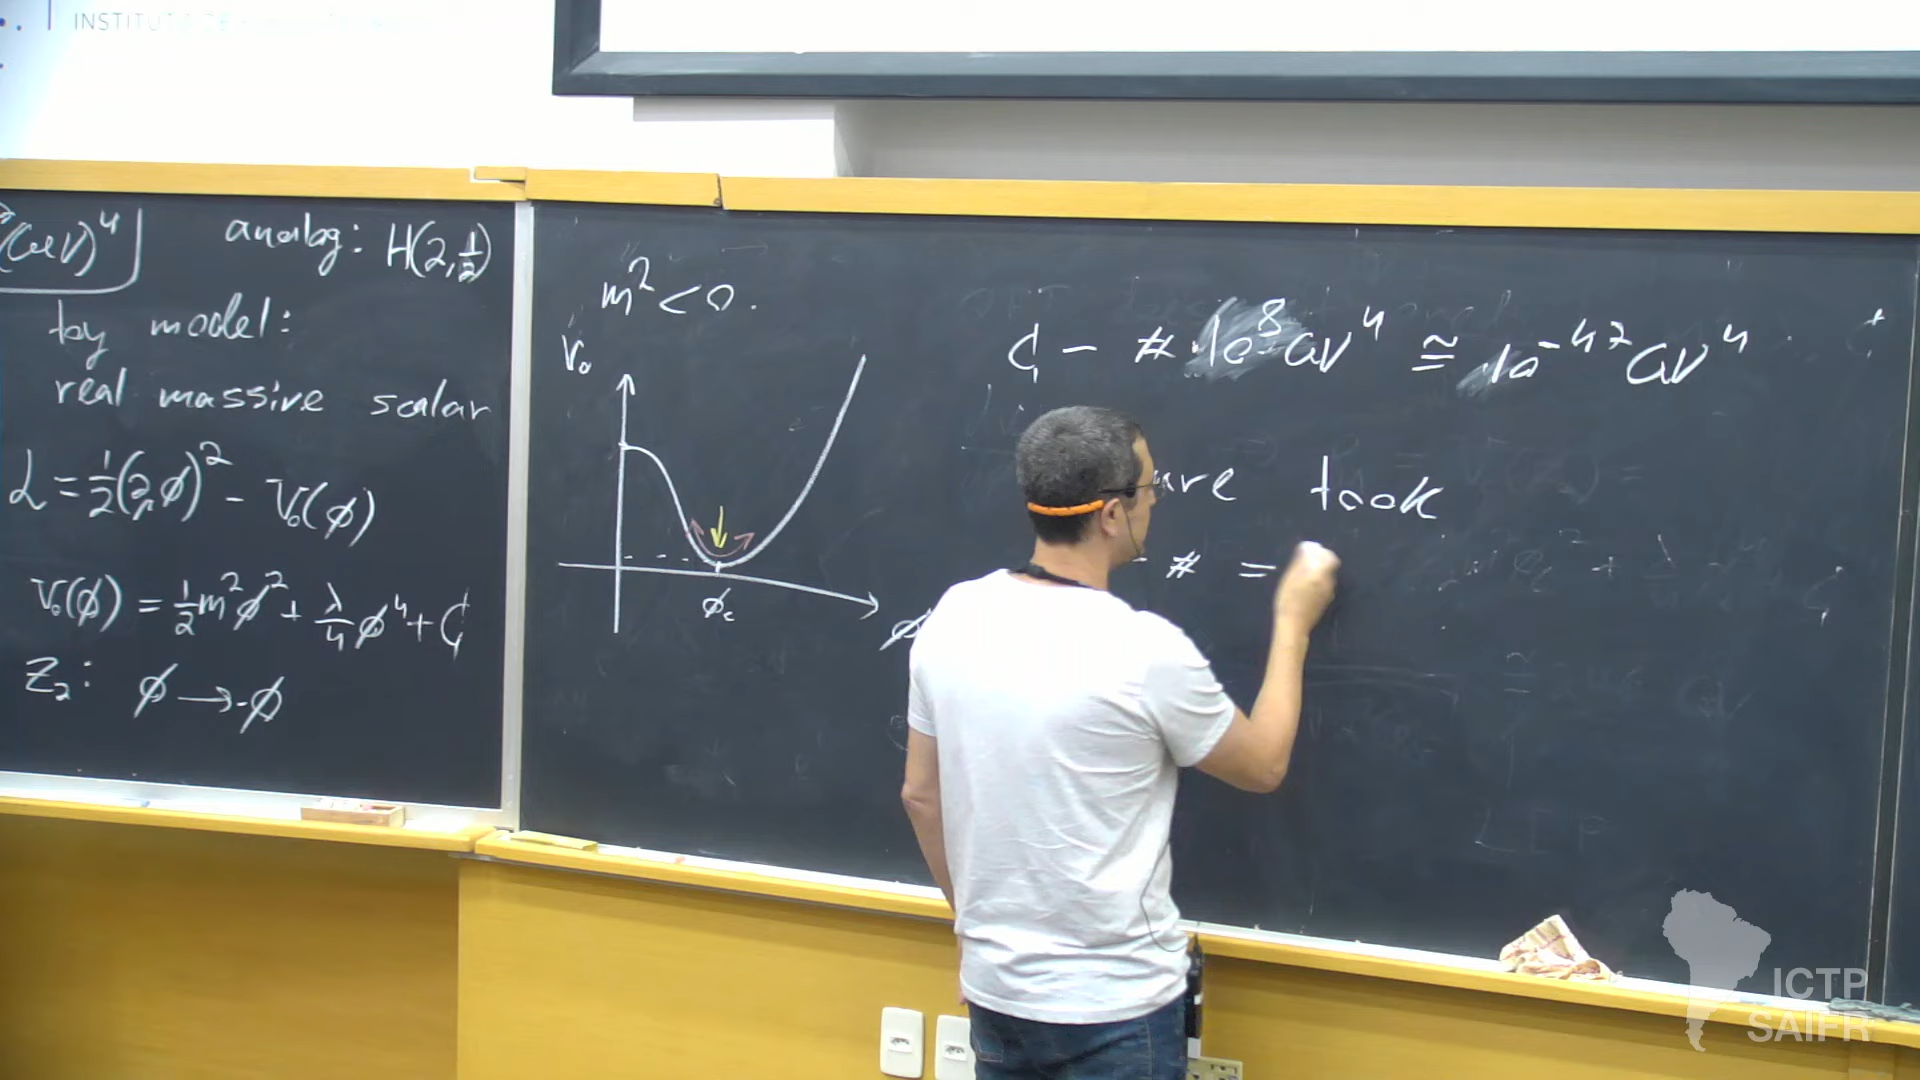 INSTITUTO DE
(GeV)⁴
analog: H(2,½)
toy model:
real massive scalar
L = ½(∂μφ)² - V₀(φ)
V₀(φ) = ½m²φ² + λ/4 φ⁴ + C
Z₂: φ → -φ
m² < 0.
V₀
φc
φ
C - # 10⁸ GeV⁴ ≅ 10⁻⁴⁷ GeV⁴
took
- # =
ICTP
SAIFR